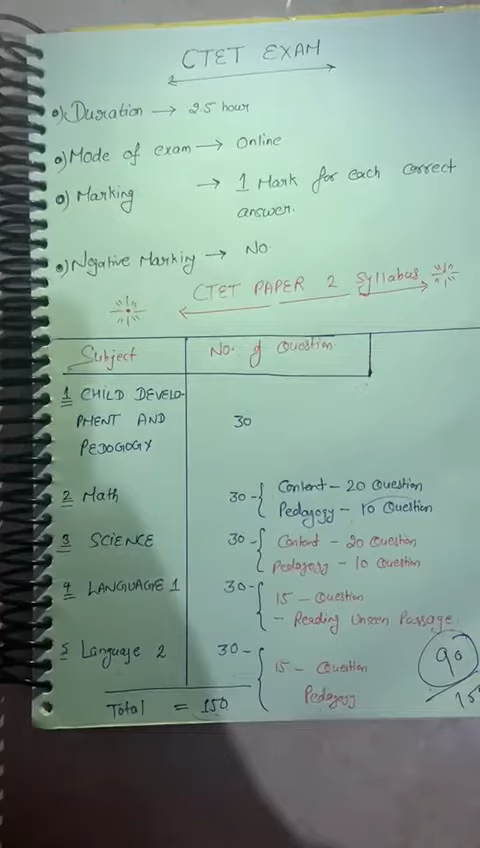 CTET EXAM
Duration → 2.5 hour
Mode of exam → Online
Marking → 1 Mark for each correct
answer.
Negative Marking → No.
CTET PAPER 2 Syllabus
Subject No. of Question
1 CHILD DEVELO-
PMENT AND 30
PEDOGOGY
2 Math 30 - { Content - 20 Question
Pedagogy - 10 Question
3 SCIENCE 30 - { Content - 20 Question
Pedagogy - 10 Question
4 LANGUAGE 1 30 - { 15 - Question
- Reading Unseen Passage.
5 Language 2 30 - { 15 - Question
Pedagogy
90
Total = 150